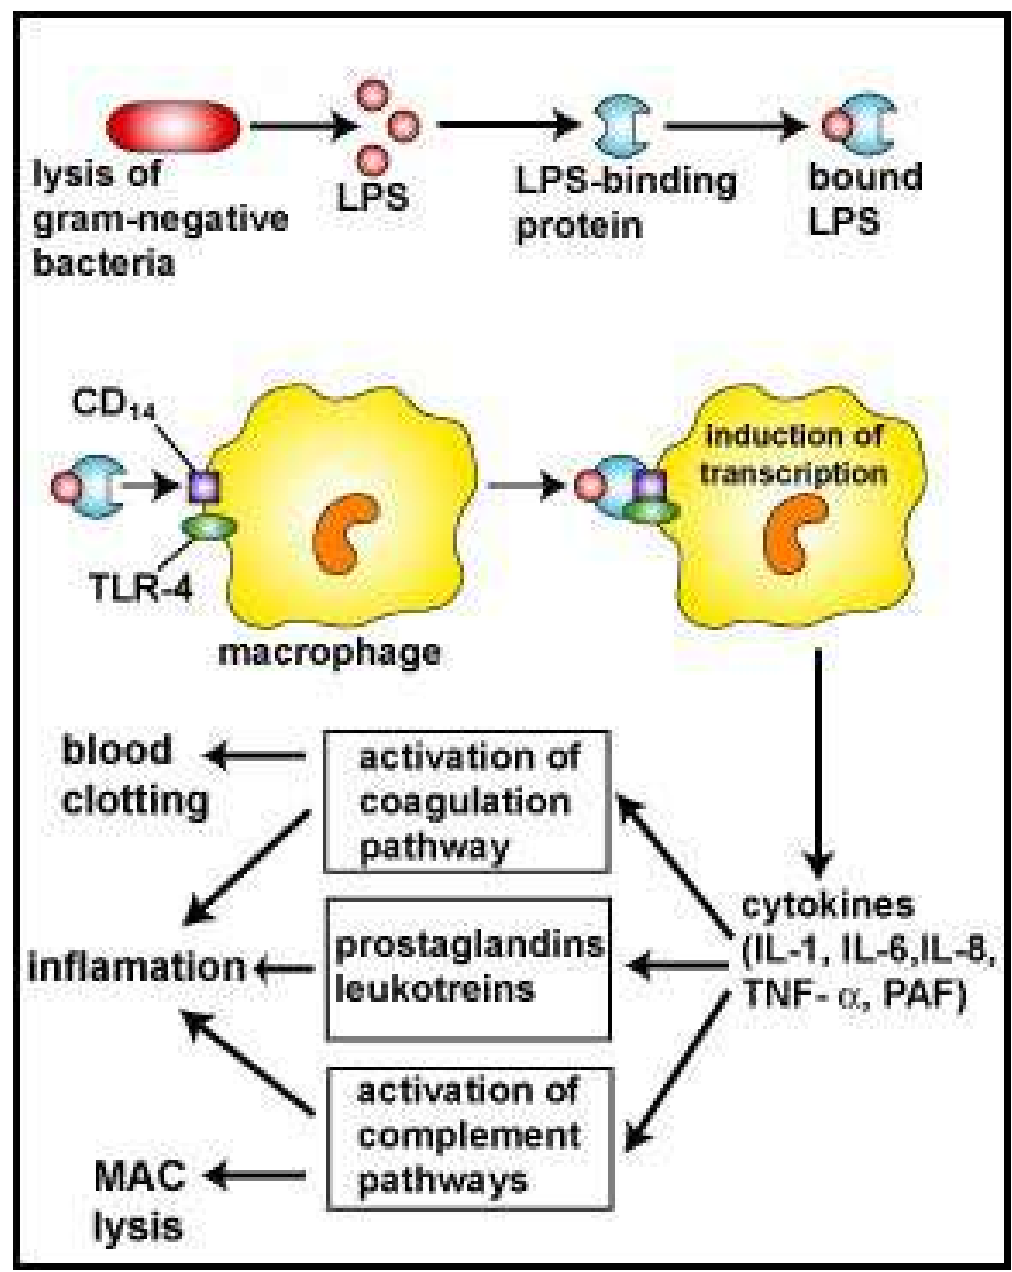 lysis of
gram-negative
bacteria
LPS
LPS-binding
protein
bound
LPS
CD14
TLR-4
macrophage
induction of
transcription
blood
clotting
activation of
coagulation
pathway
cytokines
(IL-1, IL-6,IL-8,
TNF- α, PAF)
inflamation
prostaglandins
leukotreins
activation of
complement
pathways
MAC
lysis